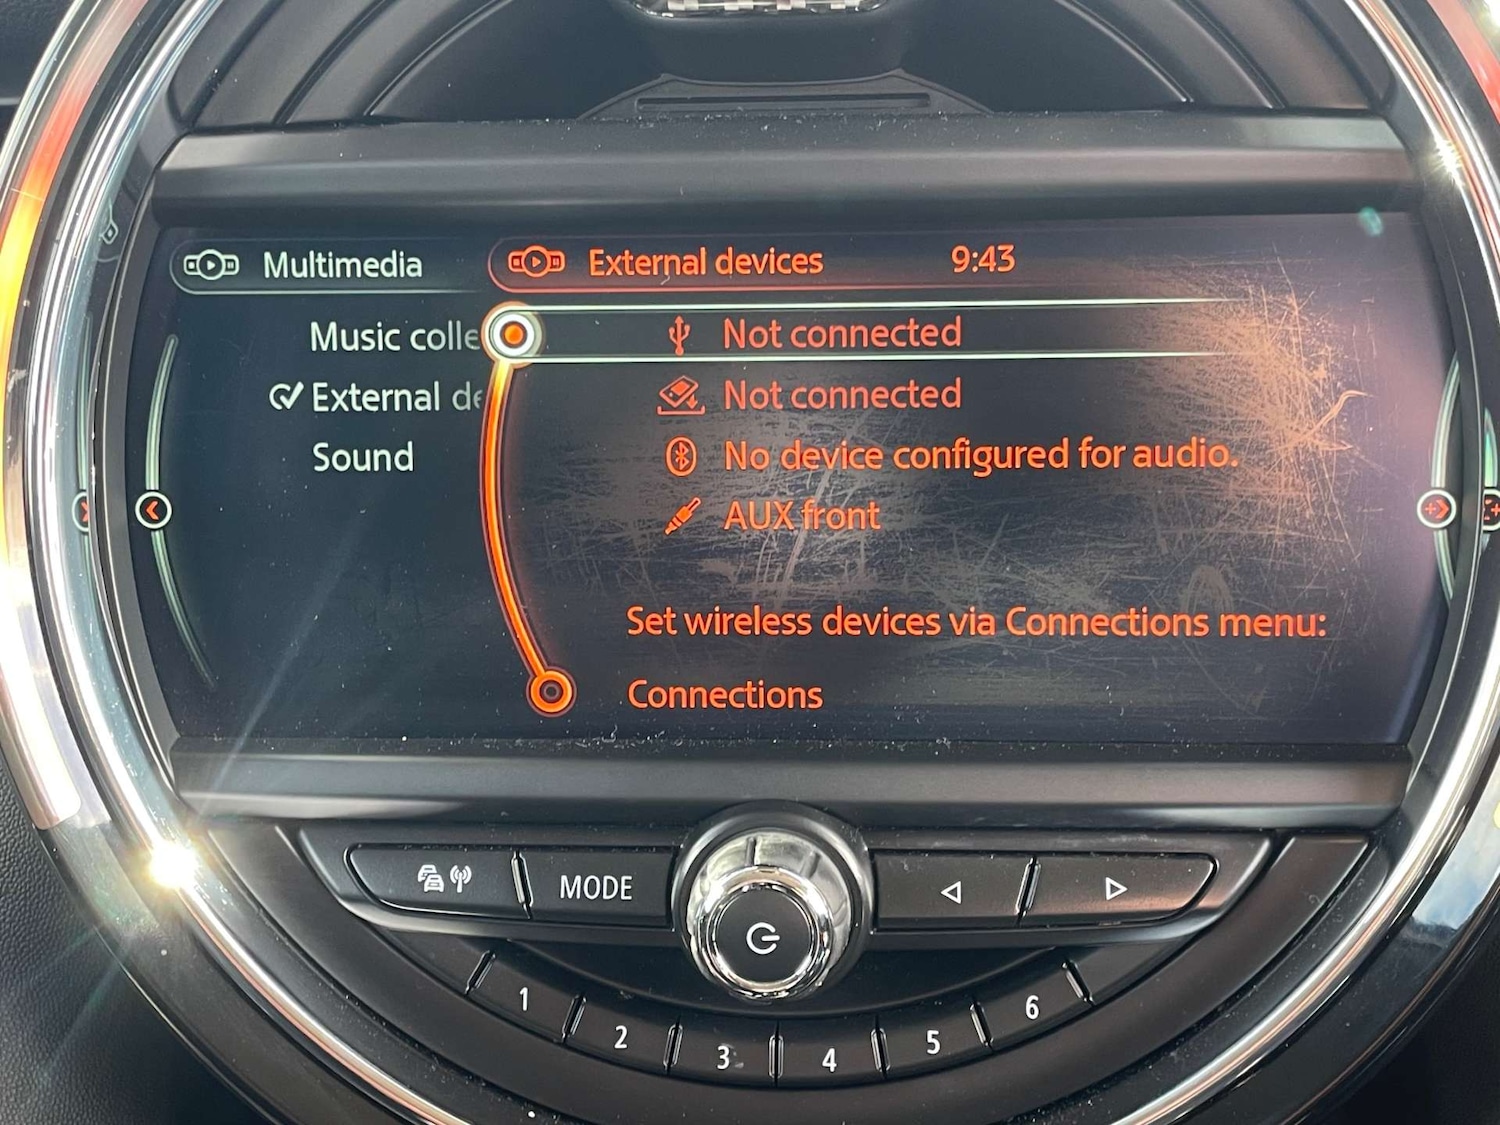 Multimedia
External devices
9:43
Music colle
External de
Sound
Not connected
Not connected
No device configured for audio.
AUX front
Set wireless devices via Connections menu:
Connections
MODE
1
2
3
4
5
6